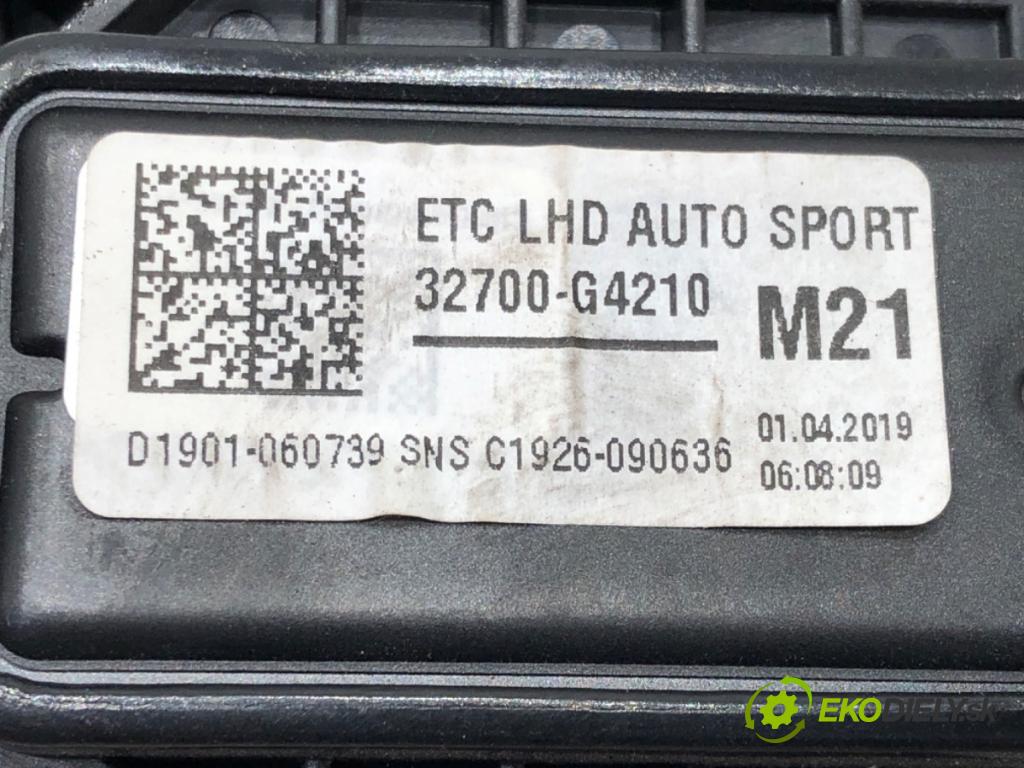 ETC LHD AUTO SPORT
32700-G4210
M21
D1901-060739 SNS C1926-090636
01.04.2019
06:08:09
EKODIELY.SK